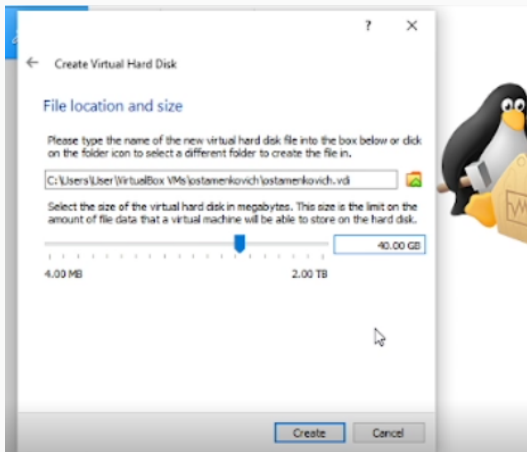 ?
Create Virtual Hard Disk
File location and size
Please type the name of the new virtual hard disk file into the box below or click
on the folder icon to select a different folder to create the file in.
C:\Users\User\VirtualBox VMs\ostamenkovich\ostamenkovich.vdi
Select the size of the virtual hard disk in megabytes. This size is the limit on the
amount of file data that a virtual machine will be able to store on the hard disk.
40.00 GB
4.00 MB 2.00 TB
Create Cancel